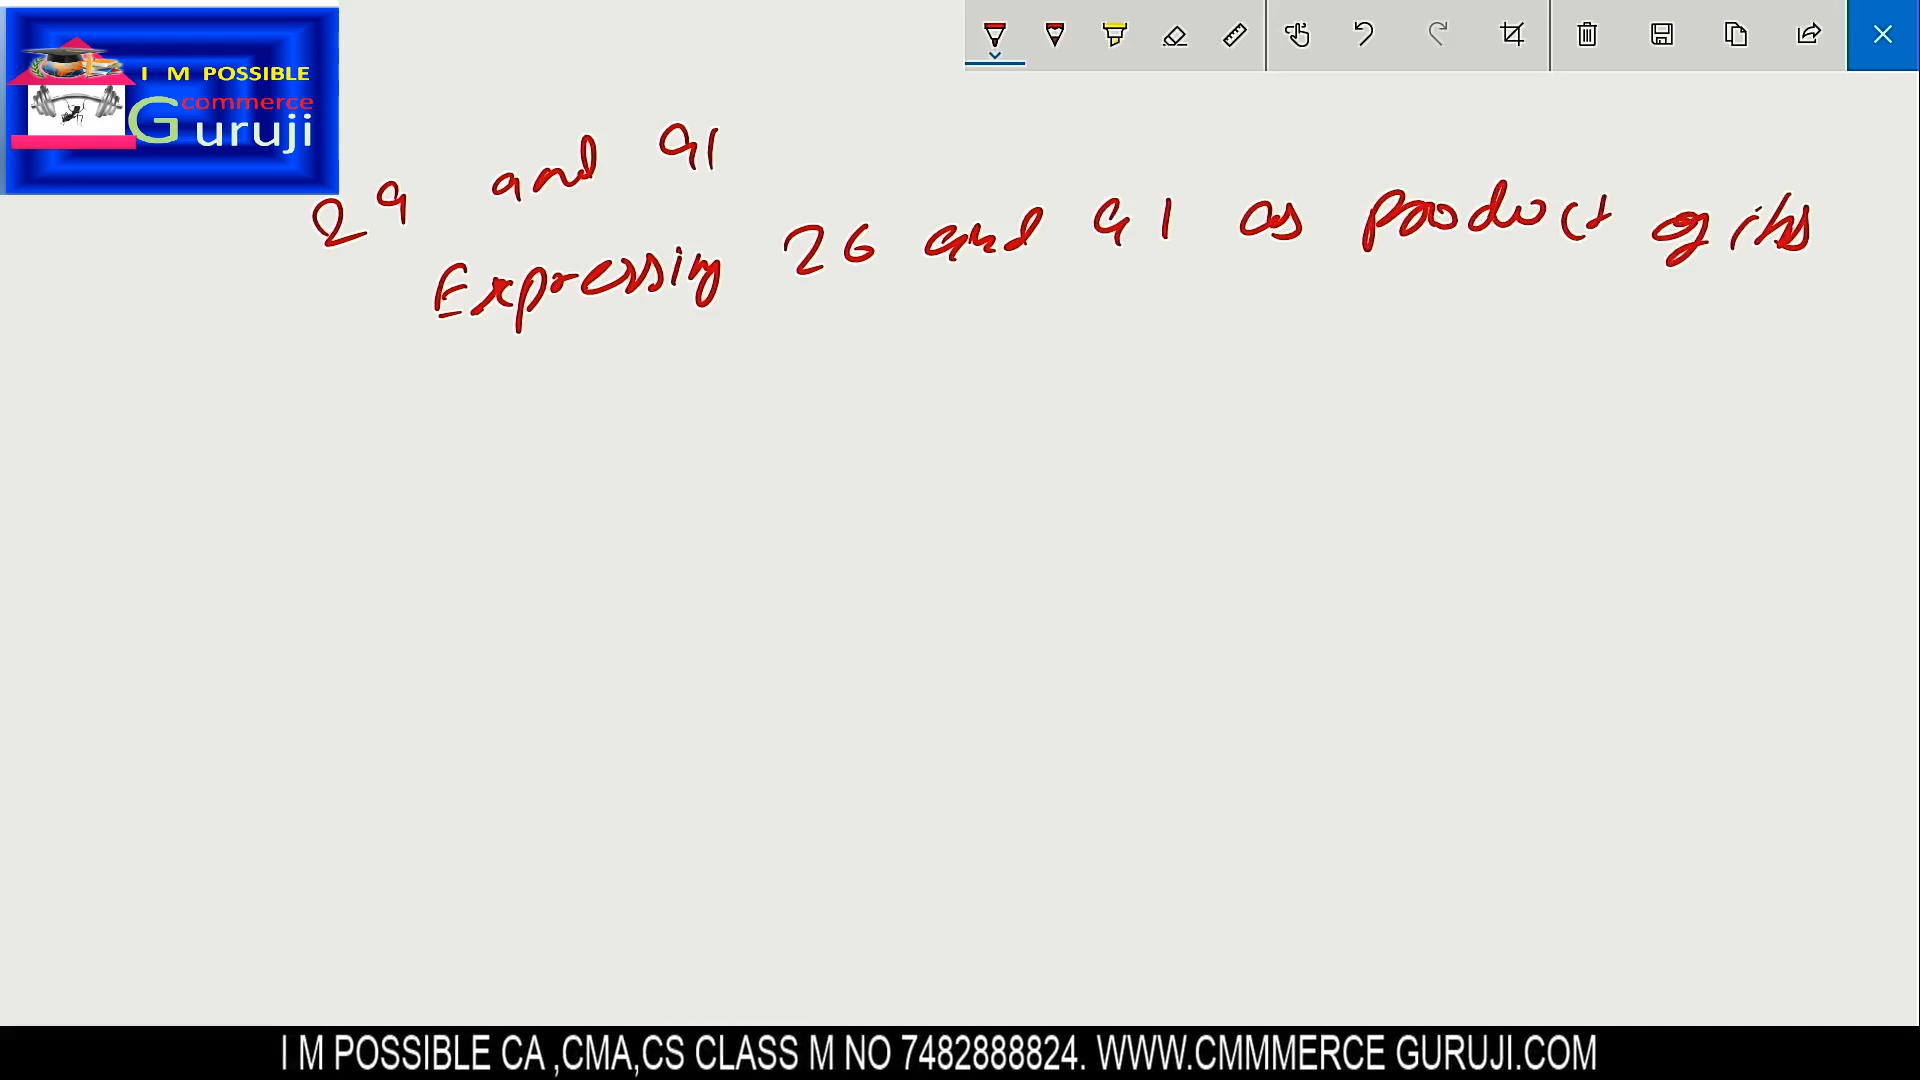 I M POSSIBLE
commerce
Guruji
29 and 91
Expressing 26 and 91 as product of its
I M POSSIBLE CA ,CMA,CS CLASS M NO 7482888824. WWW.CMMMERCE GURUJI.COM